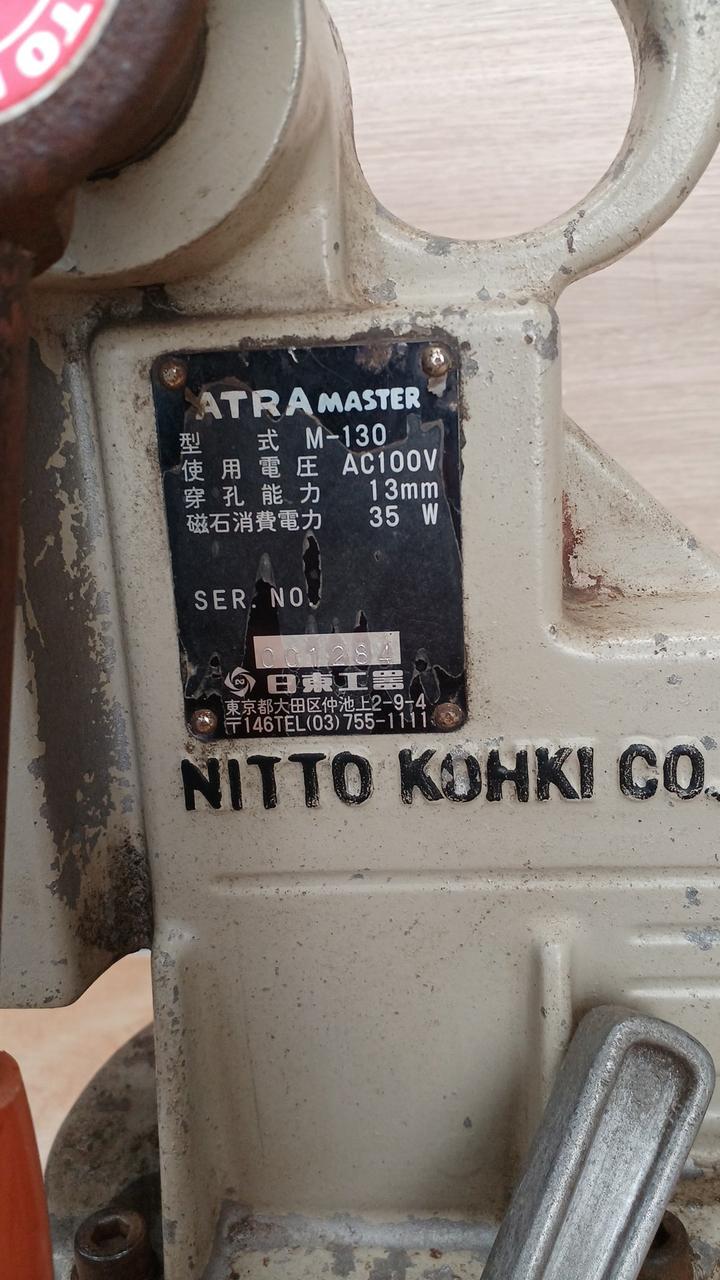 TO
ATRA MASTER
型 式 M-130
使用電圧 AC100V
穿孔能力 13mm
磁石消費電力 35 W
SER. NO.
001284
日東工器
東京都大田区仲池上2-9-4
〒146TEL(03)755-1111
NITTO KOHKI CO.